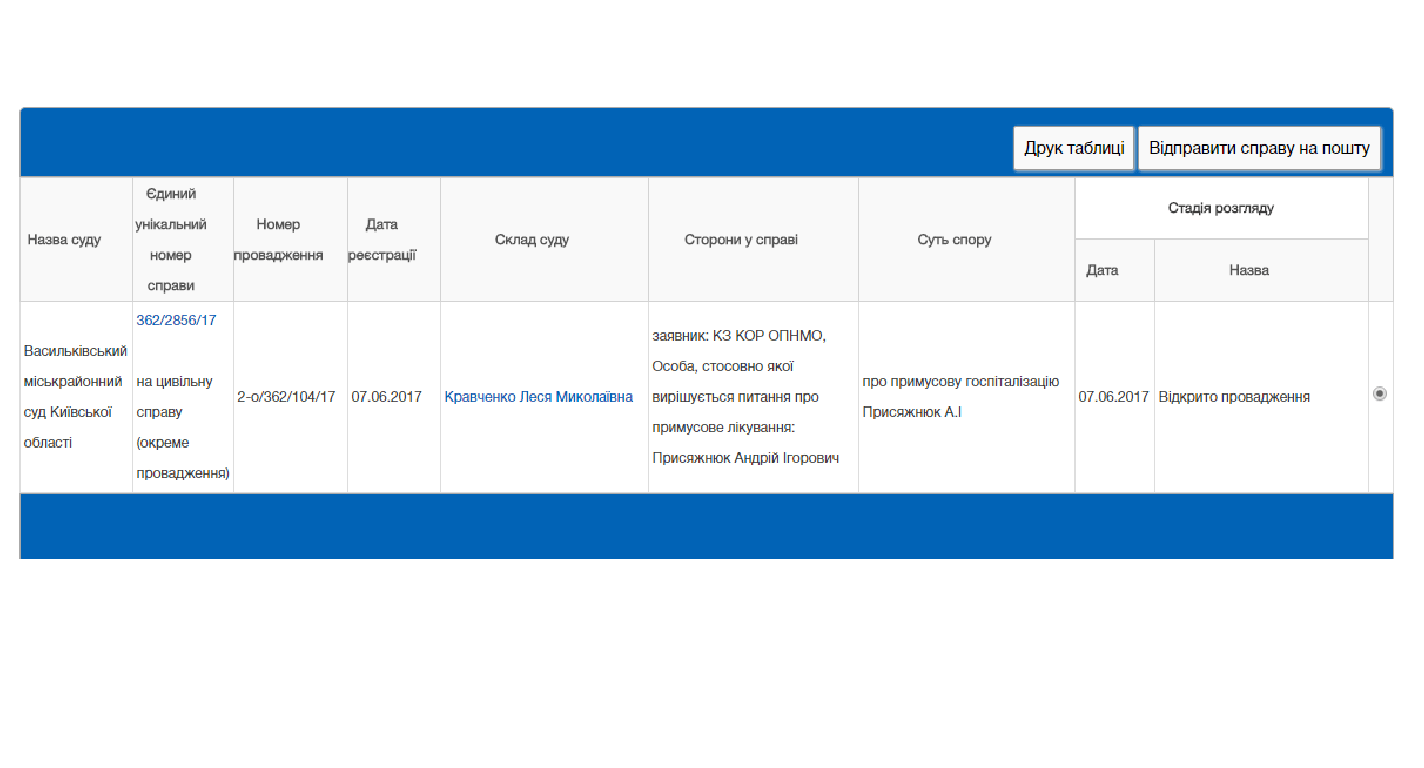 Друк таблиці
Відправити справу на пошту
Назва суду
Єдиний
унікальний
номер
справи
Номер
провадження
Дата
реєстрації
Склад суду
Сторони у справі
Суть спору
Стадія розгляду
Дата
Назва
Васильківський
міськрайонний
суд Київської
області
362/2856/17
на цивільну
справу
(окреме
провадження)
2-о/362/104/17
07.06.2017
Кравченко Леся Миколаївна
заявник: КЗ КОР ОПНМО,
Особа, стосовно якої
вирішується питання про
примусове лікування:
Присяжнюк Андрій Ігорович
про примусову госпіталізацію
Присяжнюк А.І
07.06.2017
Відкрито провадження